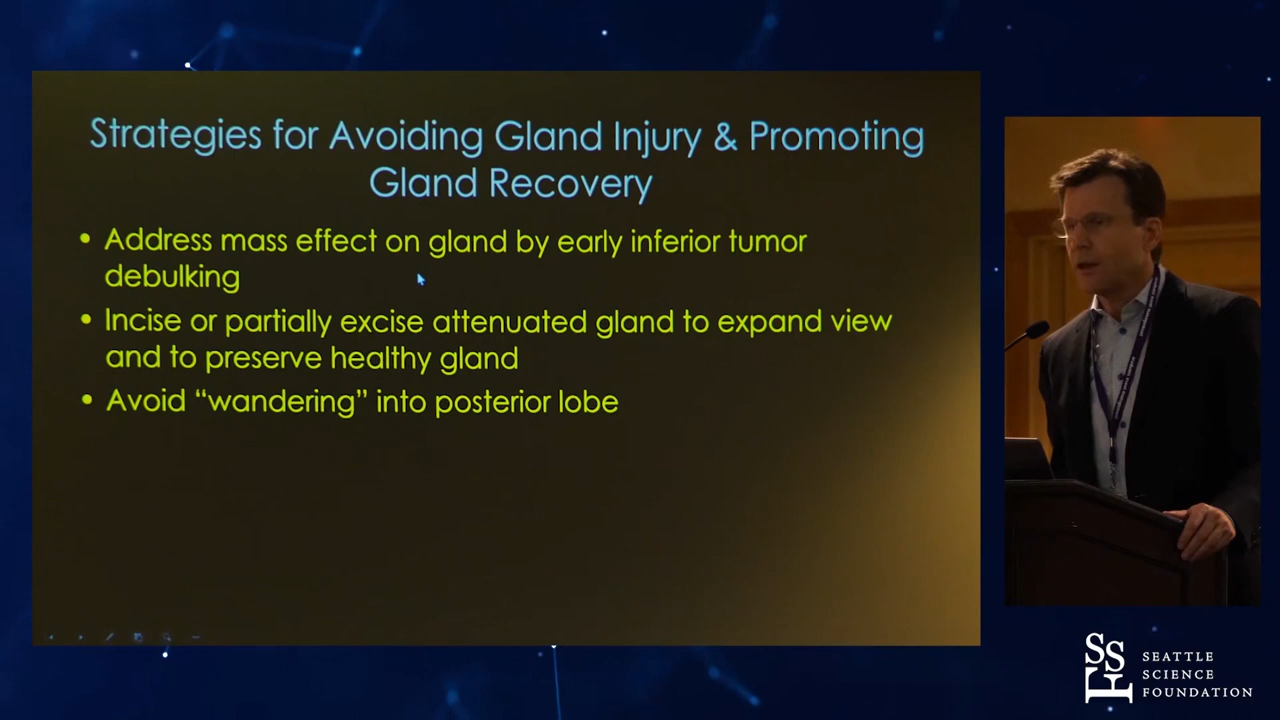 Strategies for Avoiding Gland Injury & Promoting
Gland Recovery
• Address mass effect on gland by early inferior tumor
debulking
• Incise or partially excise attenuated gland to expand view
and to preserve healthy gland
• Avoid “wandering” into posterior lobe
SSF
SEATTLE
SCIENCE
FOUNDATION